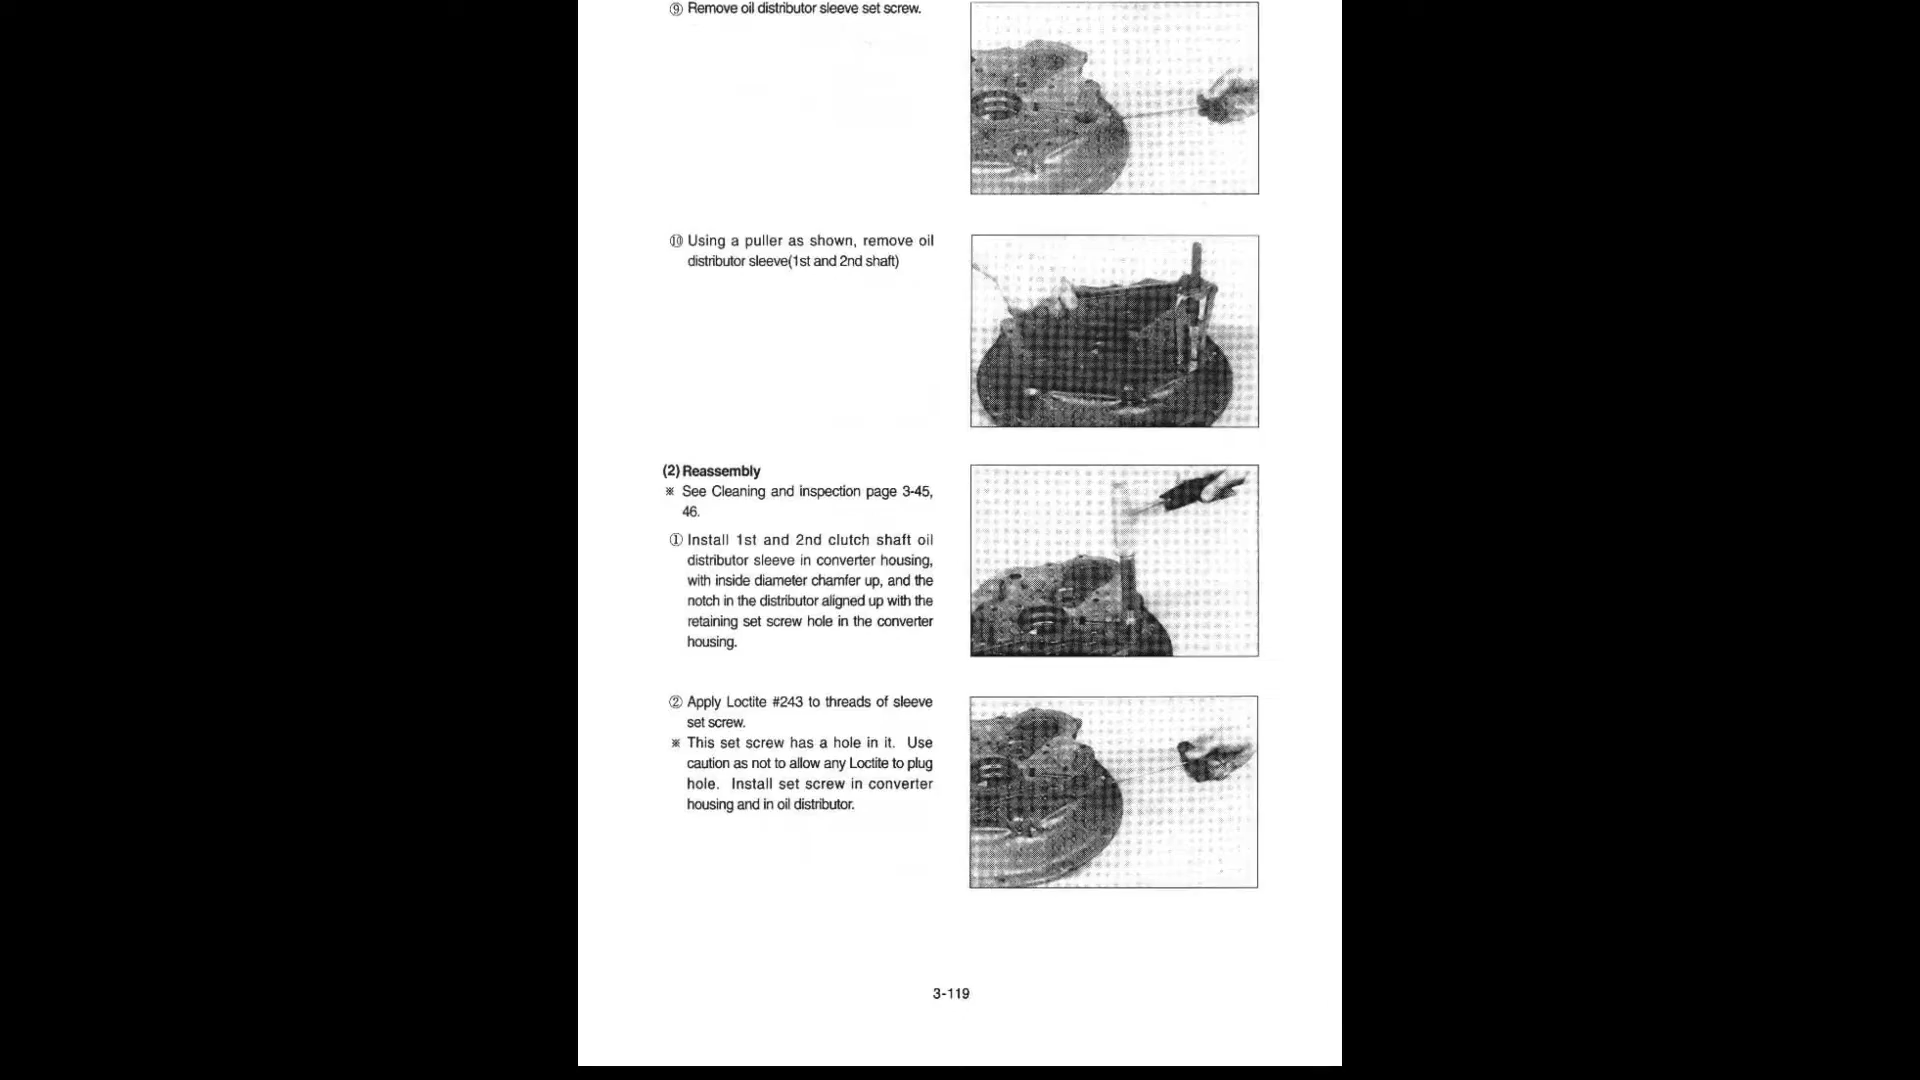 ⑨ Remove oil distributor sleeve set screw.
⑩ Using a puller as shown, remove oil
distributor sleeve(1st and 2nd shaft)
(2) Reassembly
※ See Cleaning and inspection page 3-45,
46.
① Install 1st and 2nd clutch shaft oil
distributor sleeve in converter housing,
with inside diameter chamfer up, and the
notch in the distributor aligned up with the
retaining set screw hole in the converter
housing.
② Apply Loctite #243 to threads of sleeve
set screw.
※ This set screw has a hole in it. Use
caution as not to allow any Loctite to plug
hole. Install set screw in converter
housing and in oil distributor.
3-119